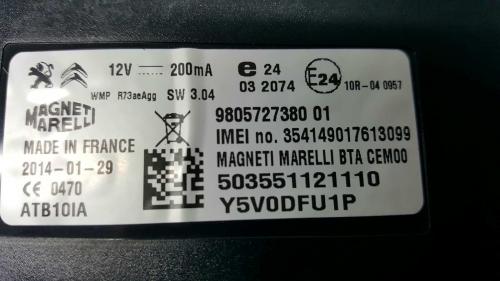 12V 200mA
WMP R73aeAgg SW 3.04
e 24
03 2074
E24
10R-04 0957
MAGNETI
MARELLI
MADE IN FRANCE
2014-01-29
CE 0470
ATB10IA
9805727380 01
IMEI no. 354149017613099
MAGNETI MARELLI BTA CEM00
503551121110
Y5V0DFU1P